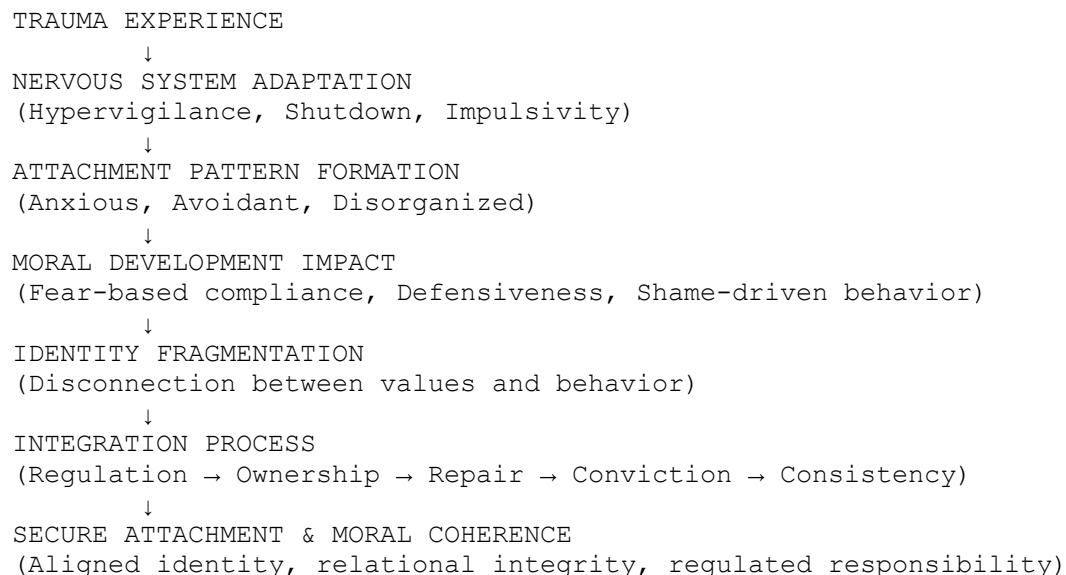 TRAUMA EXPERIENCE
↓
NERVOUS SYSTEM ADAPTATION
(Hypervigilance, Shutdown, Impulsivity)
↓
ATTACHMENT PATTERN FORMATION
(Anxious, Avoidant, Disorganized)
↓
MORAL DEVELOPMENT IMPACT
(Fear-based compliance, Defensiveness, Shame-driven behavior)
↓
IDENTITY FRAGMENTATION
(Disconnection between values and behavior)
↓
INTEGRATION PROCESS
(Regulation → Ownership → Repair → Conviction → Consistency)
↓
SECURE ATTACHMENT & MORAL COHERENCE
(Aligned identity, relational integrity, regulated responsibility)